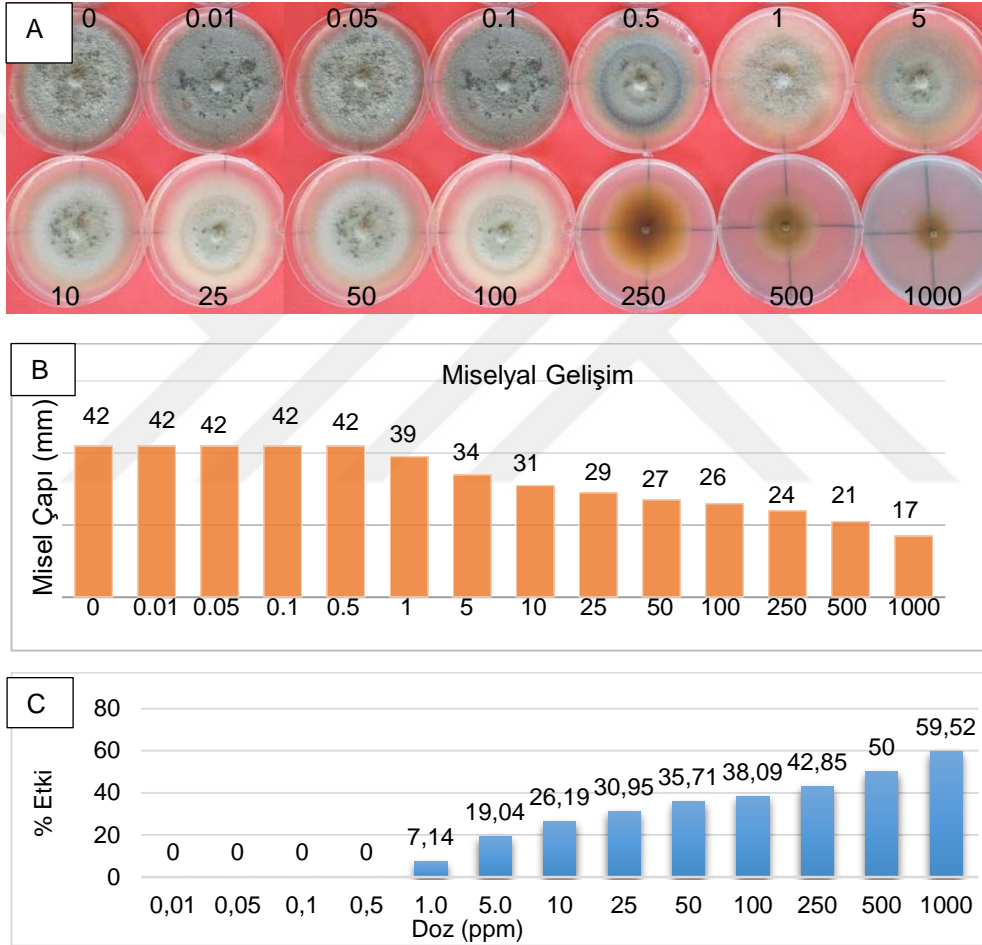 A
0 0.01 0.05 0.1 0.5 1 5
10 25 50 100 250 500 1000
B
Miselyal Gelişim
Misel Çapı (mm)
42 42 42 42 42 39 34 31 29 27 26 24 21 17
0 0.01 0.05 0.1 0.5 1 5 10 25 50 100 250 500 1000
C
% Etki
80
60
40
20
0
0 0 0 0 7,14 19,04 26,19 30,95 35,71 38,09 42,85 50 59,52
0,01 0,05 0,1 0,5 1.0 5.0 10 25 50 100 250 500 1000
Doz (ppm)